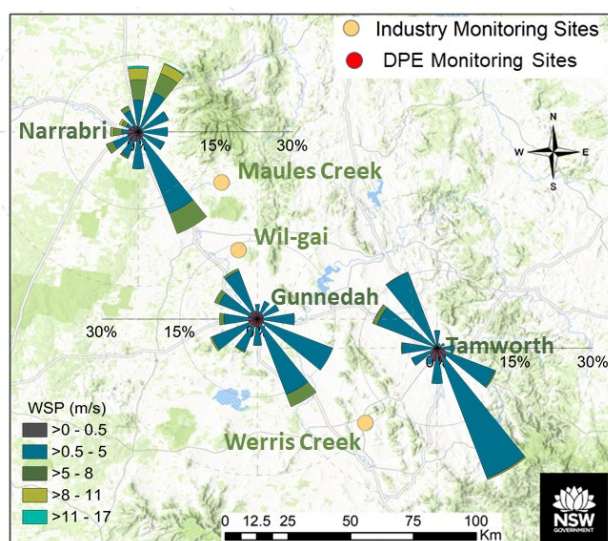 Industry Monitoring Sites
DPE Monitoring Sites
N
W E
S
Narrabri
15% 30%
Maules Creek
Wil-gai
Gunnedah
30% 15%
Tamworth
0% 15% 30%
Werris Creek
WSP (m/s)
>0 - 0.5
>0.5 - 5
>5 - 8
>8 - 11
>11 - 17
0 12.5 25 50 75 100
Km
NSW
GOVERNMENT